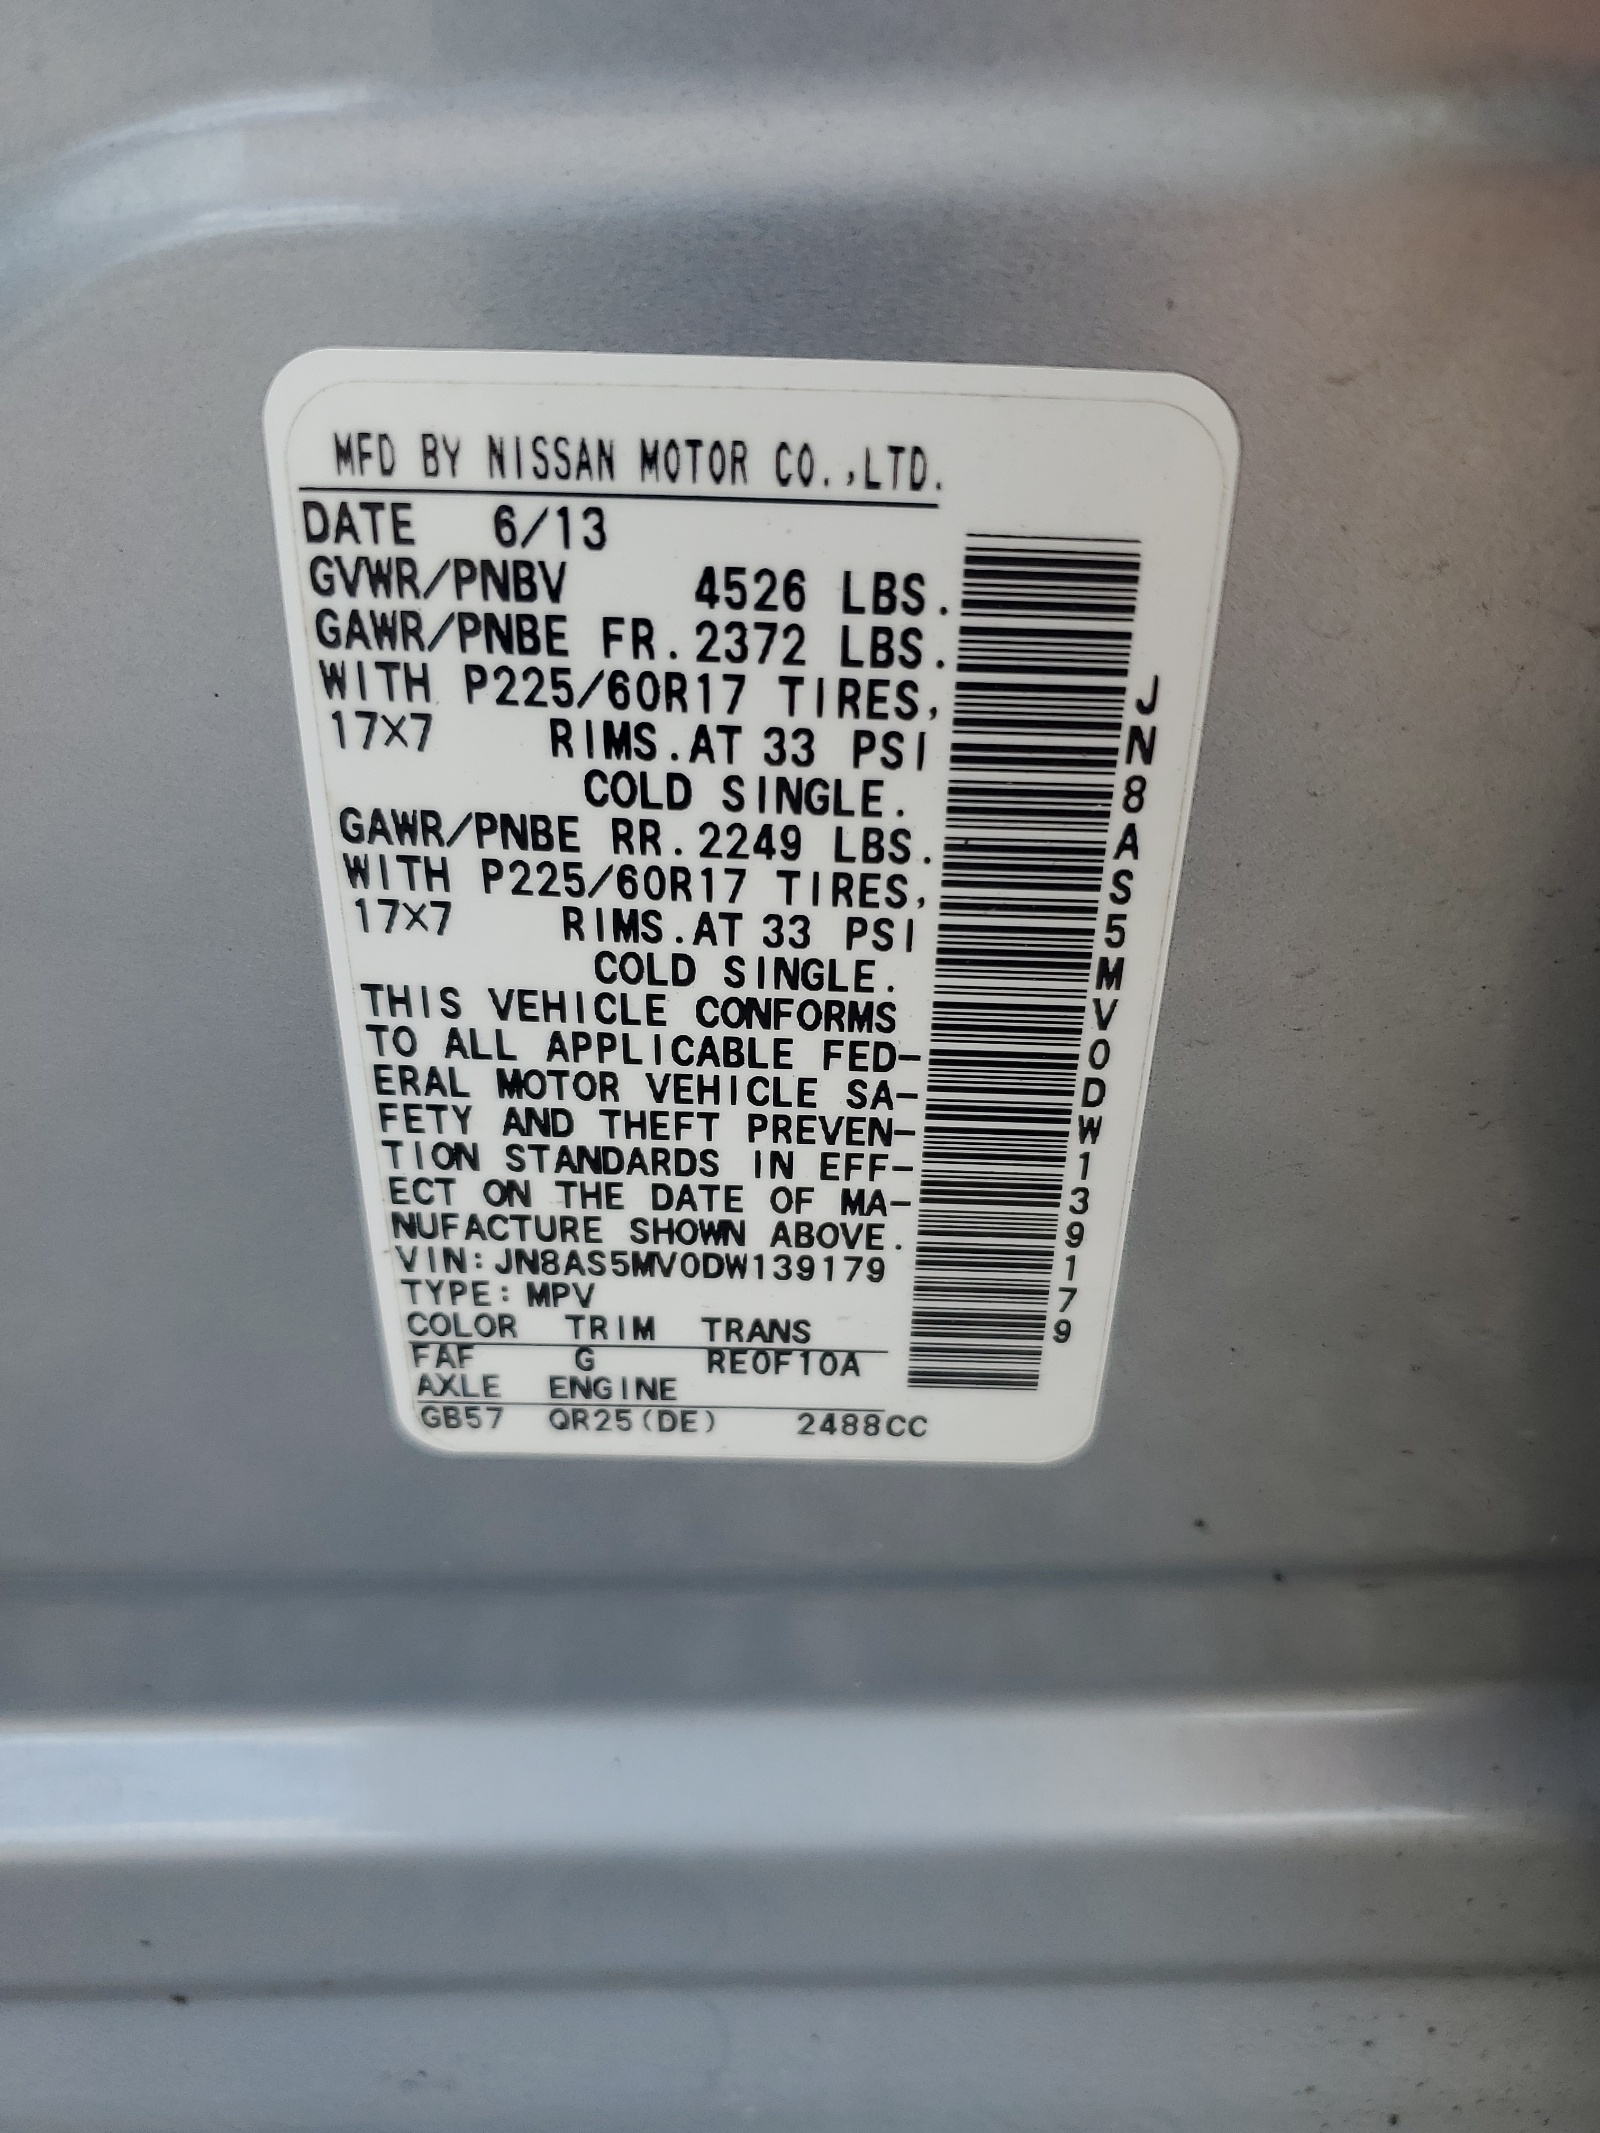 MFD BY NISSAN MOTOR CO.,LTD.
DATE 6/13
GVWR/PNBV 4526 LBS.
GAWR/PNBE FR.2372 LBS.
WITH P225/60R17 TIRES,
17X7 RIMS.AT 33 PSI
COLD SINGLE.
GAWR/PNBE RR.2249 LBS.
WITH P225/60R17 TIRES,
17X7 RIMS.AT 33 PSI
COLD SINGLE.
THIS VEHICLE CONFORMS
TO ALL APPLICABLE FED-
ERAL MOTOR VEHICLE SA-
FETY AND THEFT PREVEN-
TION STANDARDS IN EFF-
ECT ON THE DATE OF MA-
NUFACTURE SHOWN ABOVE.
VIN:JN8AS5MV0DW139179
TYPE:MPV
COLOR TRIM TRANS
FAF G RE0F10A
AXLE ENGINE
GB57 QR25(DE) 2488CC
JN8AS5MV0DW139179